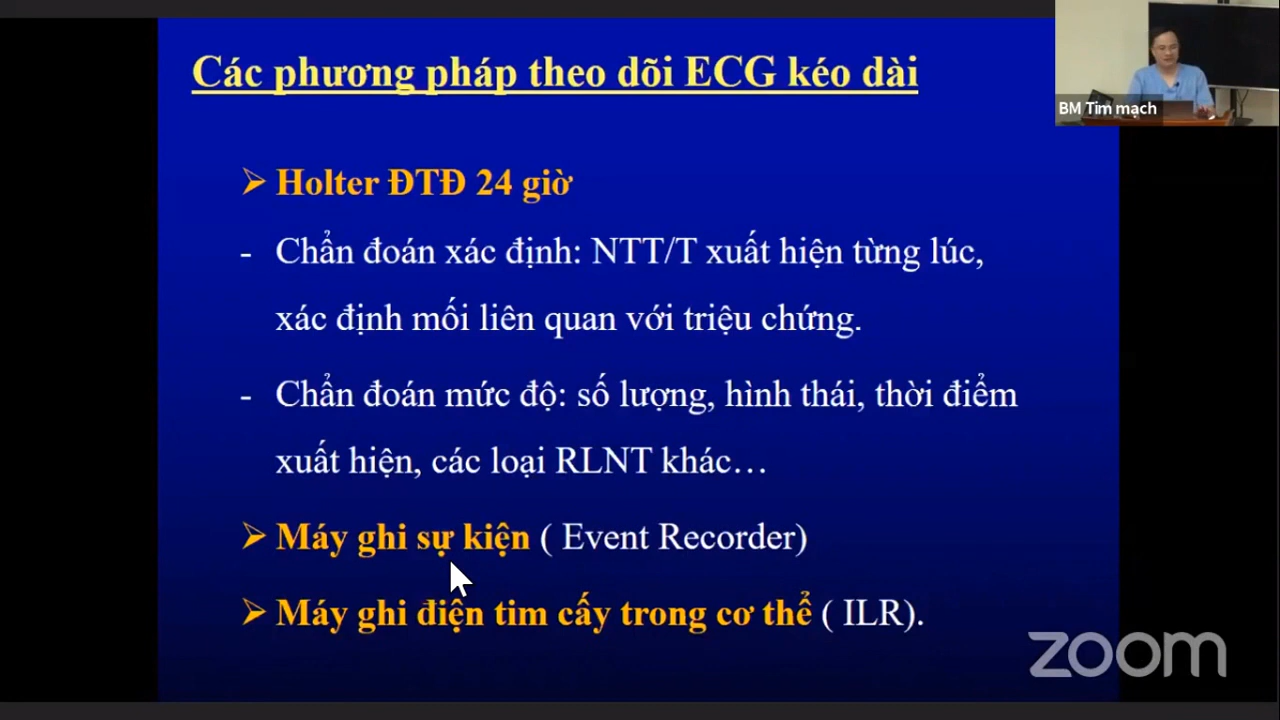 Các phương pháp theo dõi ECG kéo dài
BM Tim mạch
➢ Holter ĐTĐ 24 giờ
- Chẩn đoán xác định: NTT/T xuất hiện từng lúc,
xác định mối liên quan với triệu chứng.
- Chẩn đoán mức độ: số lượng, hình thái, thời điểm
xuất hiện, các loại RLNT khác…
➢ Máy ghi sự kiện ( Event Recorder)
➢ Máy ghi điện tim cấy trong cơ thể ( ILR).
zoom